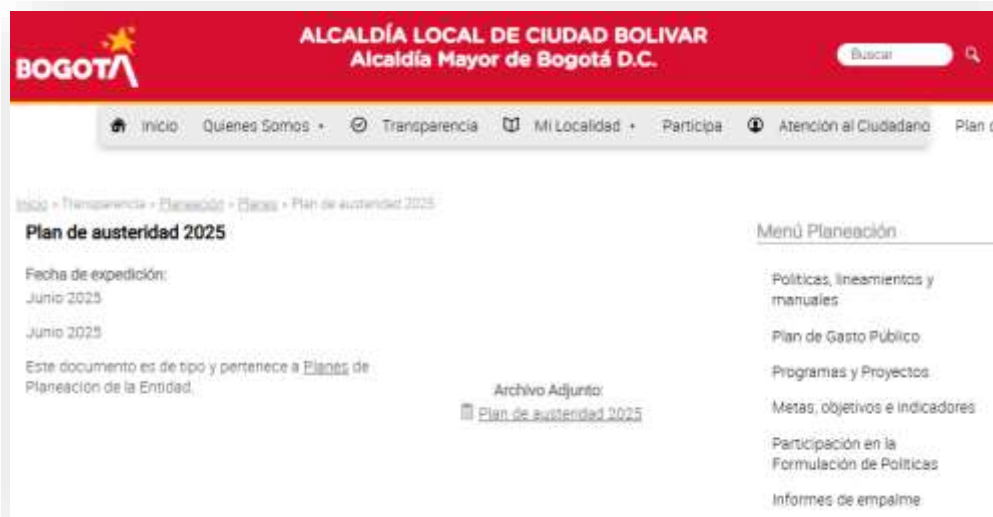 BOGOTÁ
ALCALDÍA LOCAL DE CIUDAD BOLIVAR
Alcaldía Mayor de Bogotá D.C.
Buscar
Inicio Quienes Somos Transparencia Mi Localidad Participa Atención al Ciudadano Plan d
Inicio » Transparencia » Planeación » Planes » Plan de austeridad 2025
Plan de austeridad 2025
Fecha de expedición:
Junio 2025
Junio 2025
Este documento es de tipo y pertenece a Planes de
Planeación de la Entidad.
Archivo Adjunto:
Plan de austeridad 2025
Menú Planeación
Políticas, lineamientos y
manuales
Plan de Gasto Público
Programas y Proyectos
Metas, objetivos e indicadores
Participación en la
Formulación de Políticas
Informes de empalme